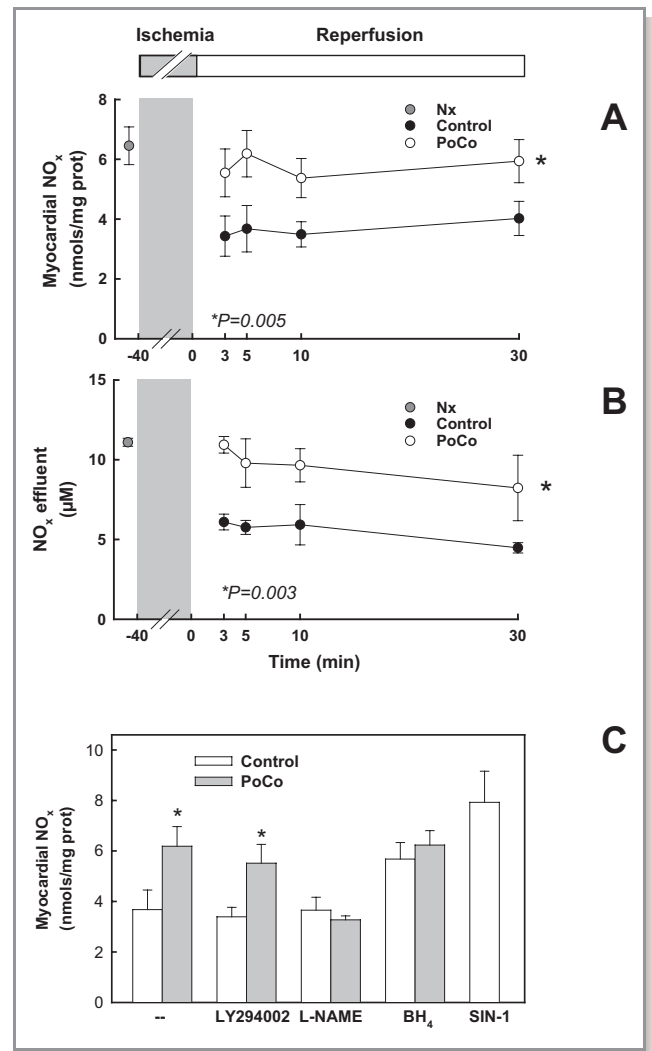 Ischemia Reperfusion
A
8
6
4
2
0
Myocardial NOx
(nmols/mg prot)
Nx
Control
PoCo
*
*P=0.005
-40 0 3 5 10 30
B
15
10
5
0
NOx effluent
(µM)
Nx
Control
PoCo
*
*P=0.003
-40 0 3 5 10 30
Time (min)
C
10
8
6
4
2
0
Myocardial NOx
(nmols/mg prot)
Control
PoCo
* *
-- LY294002 L-NAME BH4 SIN-1